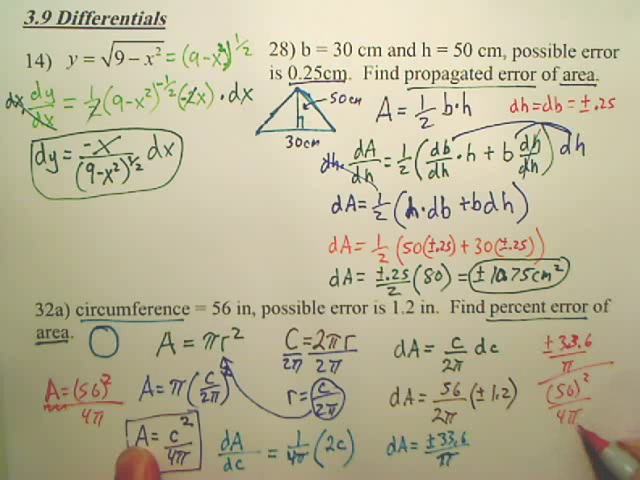 3.9 Differentials
14) y = √9 − x² = (9-x²)^1/2
dx dy/dx = 1/2 (9-x²)^-1/2 (-2x) · dx
dy = -x/(9-x²)^1/2 dx
28) b = 30 cm and h = 50 cm, possible error
is 0.25cm. Find propagated error of area.
50cm
h
30cm
A = 1/2 b·h
dh = db = ±.25
dh · dA/dh = 1/2 (db/dh · h + b dh/dh) dh
dA = 1/2 (h · db + b dh)
dA = 1/2 (50(±.25) + 30(±.25))
dA = ±.25/2 (80) = ±10.75cm²
32a) circumference = 56 in, possible error is 1.2 in. Find percent error of
area.
A = πr²
C/2π = 2πr/2π
dA = c/2π dc
±33.6/π
A = (56)²/4π
A = π(c/2π)²
r = c/2π
dA = 56/2π (±1.2)
(56)²/4π
A = c²/4π
dA/dc = 1/4π (2c)
dA = ±33.6/π